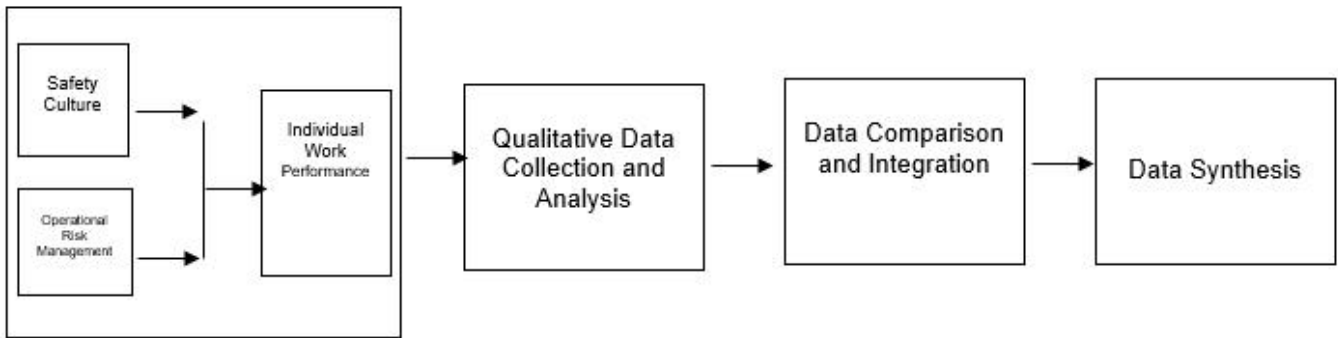 Safety
Culture
Operational
Risk
Management
Individual
Work
Performance
Qualitative Data
Collection and
Analysis
Data Comparison
and Integration
Data Synthesis